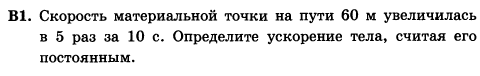 В1. Скорость материальной точки на пути 60 м увеличилась
в 5 раз за 10 с. Определите ускорение тела, считая его
постоянным.